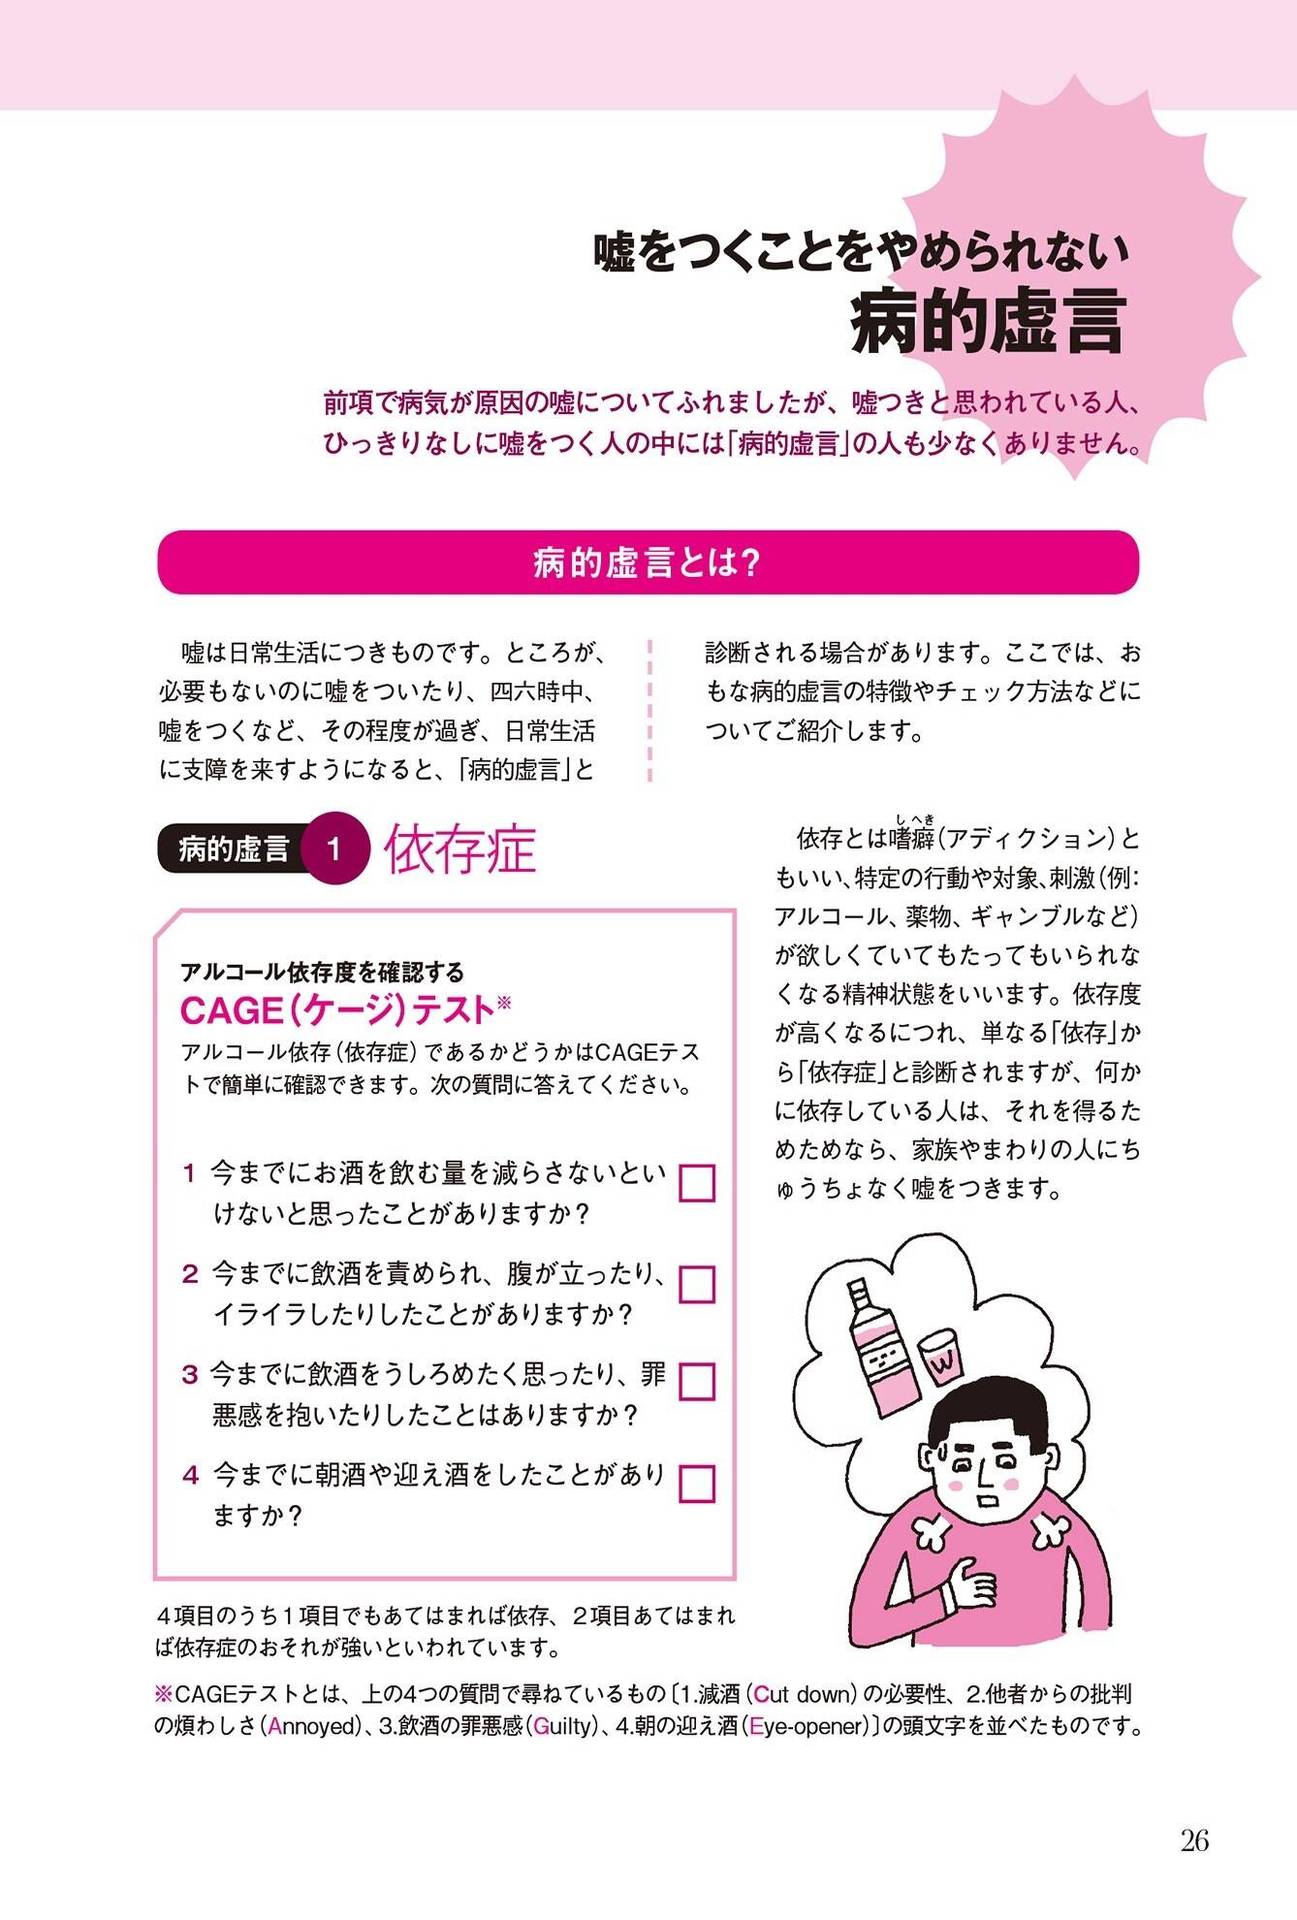 嘘をつくことをやめられない
病的虚言
前項で病気が原因の嘘についてふれましたが、嘘つきと思われている人、
ひっきりなしに嘘をつく人の中には「病的虚言」の人も少なくありません。
病的虚言とは？
嘘は日常生活につきものです。ところが、
必要もないのに嘘をついたり、四六時中、
嘘をつくなど、その程度が過ぎ、日常生活
に支障を来すようになると、「病的虚言」と
診断される場合があります。ここでは、お
もな病的虚言の特徴やチェック方法などに
ついてご紹介します。
病的虚言 1 依存症
アルコール依存度を確認する
CAGE（ケージ）テスト※
アルコール依存（依存症）であるかどうかはCAGEテス
トで簡単に確認できます。次の質問に答えてください。
1 今までにお酒を飲む量を減らさないとい
けないと思ったことがありますか？
2 今までに飲酒を責められ、腹が立ったり、
イライラしたりしたことがありますか？
3 今までに飲酒をうしろめたく思ったり、罪
悪感を抱いたりしたことはありますか？
4 今までに朝酒や迎え酒をしたことがあり
ますか？
4項目のうち1項目でもあてはまれば依存、2項目あてはまれ
ば依存症のおそれが強いといわれています。
しへき
依存とは嗜癖（アディクション）と
もいい、特定の行動や対象、刺激（例：
アルコール、薬物、ギャンブルなど）
が欲しくていてもたってもいられな
くなる精神状態をいいます。依存度
が高くなるにつれ、単なる「依存」か
ら「依存症」と診断されますが、何か
に依存している人は、それを得るた
めためなら、家族やまわりの人にち
ゅうちょなく嘘をつきます。
W
※CAGEテストとは、上の4つの質問で尋ねているもの〔1.減酒（Cut down）の必要性、2.他者からの批判
の煩わしさ（Annoyed）、3.飲酒の罪悪感（Guilty）、4.朝の迎え酒（Eye-opener）〕の頭文字を並べたものです。
26